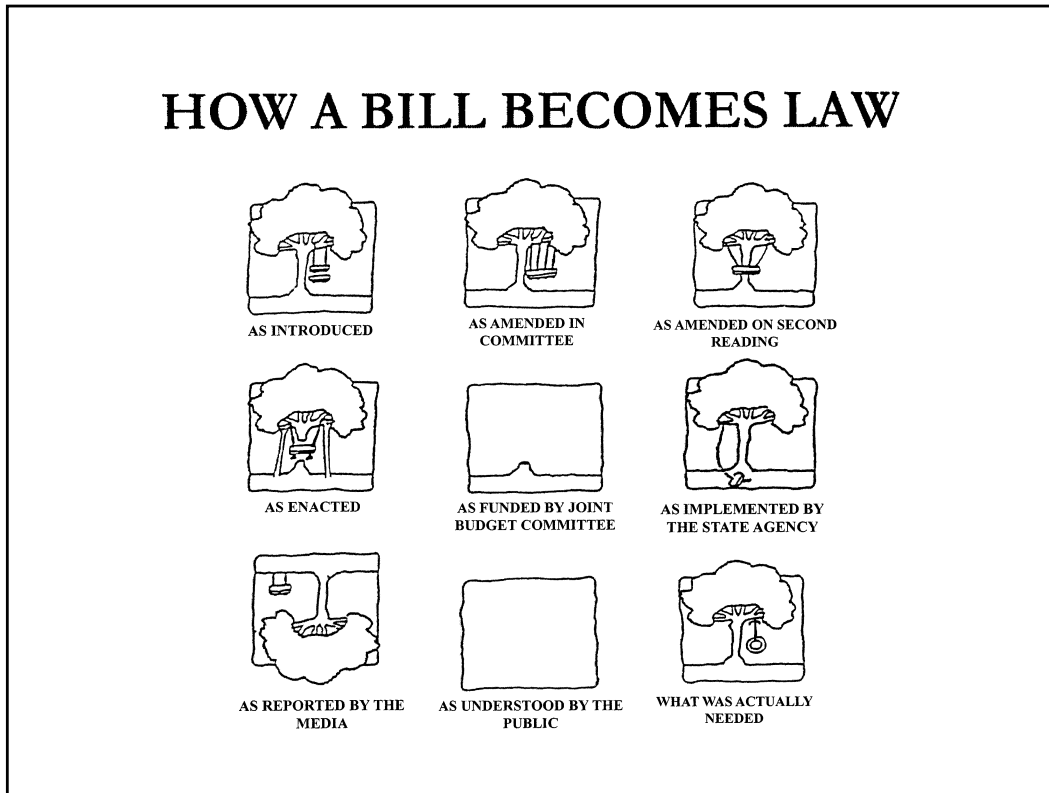 HOW A BILL BECOMES LAW
AS INTRODUCED
AS AMENDED IN
COMMITTEE
AS AMENDED ON SECOND
READING
AS ENACTED
AS FUNDED BY JOINT
BUDGET COMMITTEE
AS IMPLEMENTED BY
THE STATE AGENCY
AS REPORTED BY THE
MEDIA
AS UNDERSTOOD BY THE
PUBLIC
WHAT WAS ACTUALLY
NEEDED